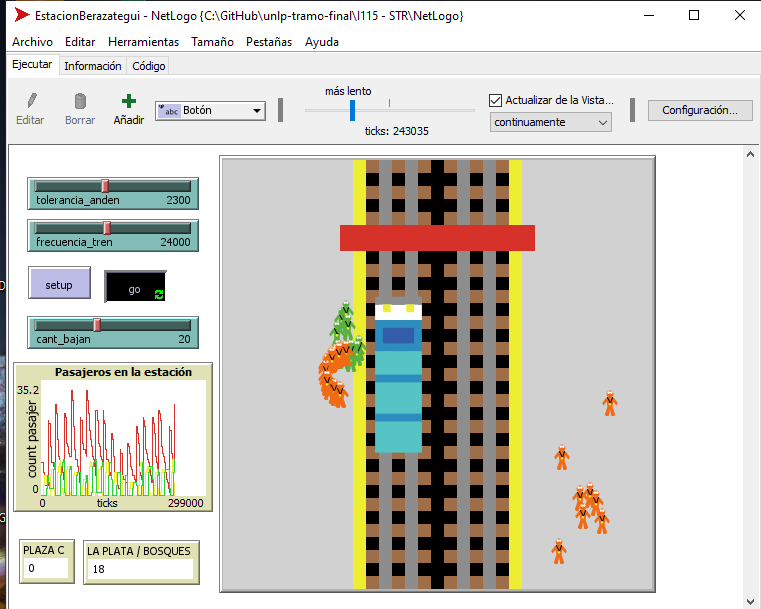 EstacionBerazategui - NetLogo {C:\GitHub\unlp-tramo-final\I115 - STR\NetLogo}
Archivo Editar Herramientas Tamaño Pestañas Ayuda
Ejecutar Información Código
más lento
Editar Borrar Añadir
abc Botón
ticks: 243035
Actualizar de la Vista...
continuamente
Configuración...
tolerancia_anden 2300
frecuencia_tren 24000
setup
go
cant_bajan 20
Pasajeros en la estación
35.2
count pasajer
0
0 ticks 299000
PLAZA C
0
LA PLATA / BOSQUES
18